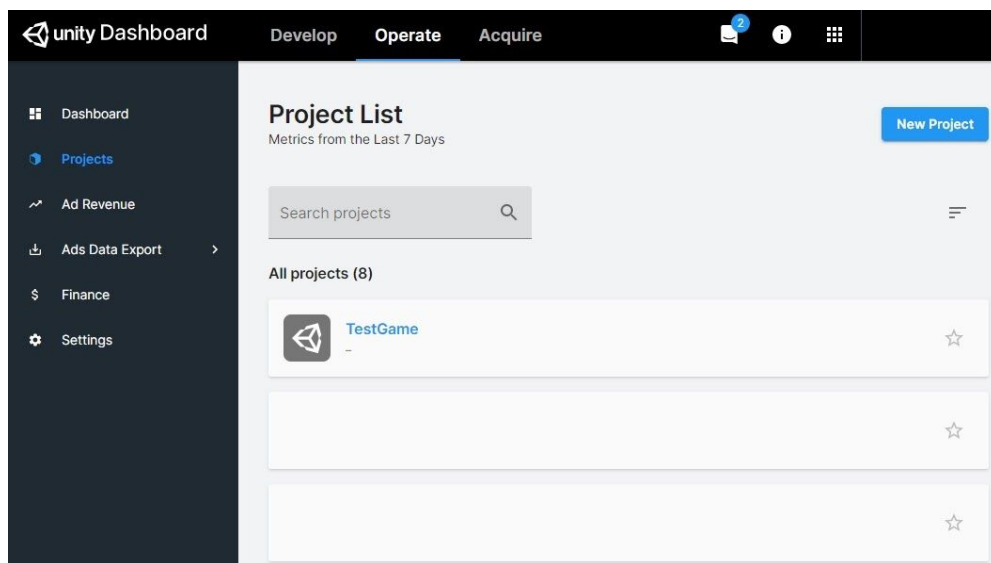 unity Dashboard
Develop
Operate
Acquire
2
Dashboard
Projects
Ad Revenue
Ads Data Export
$ Finance
Settings
Project List
Metrics from the Last 7 Days
New Project
Search projects
All projects (8)
TestGame
–